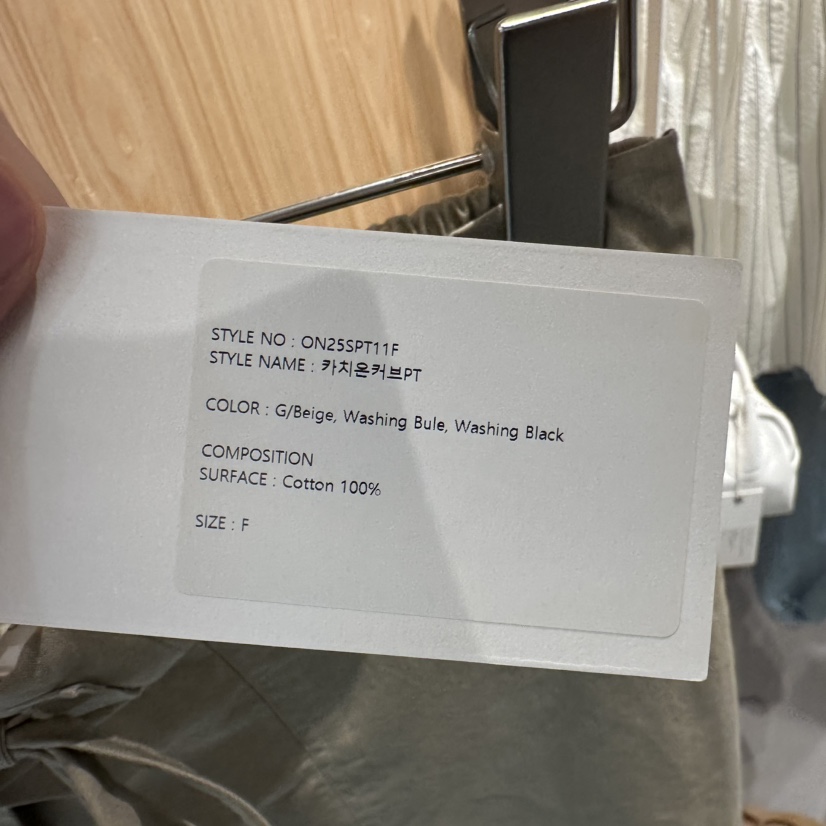 STYLE NO : ON25SPT11F
STYLE NAME : 카치온커브PT
COLOR : G/Beige, Washing Bule, Washing Black
COMPOSITION
SURFACE : Cotton 100%
SIZE : F